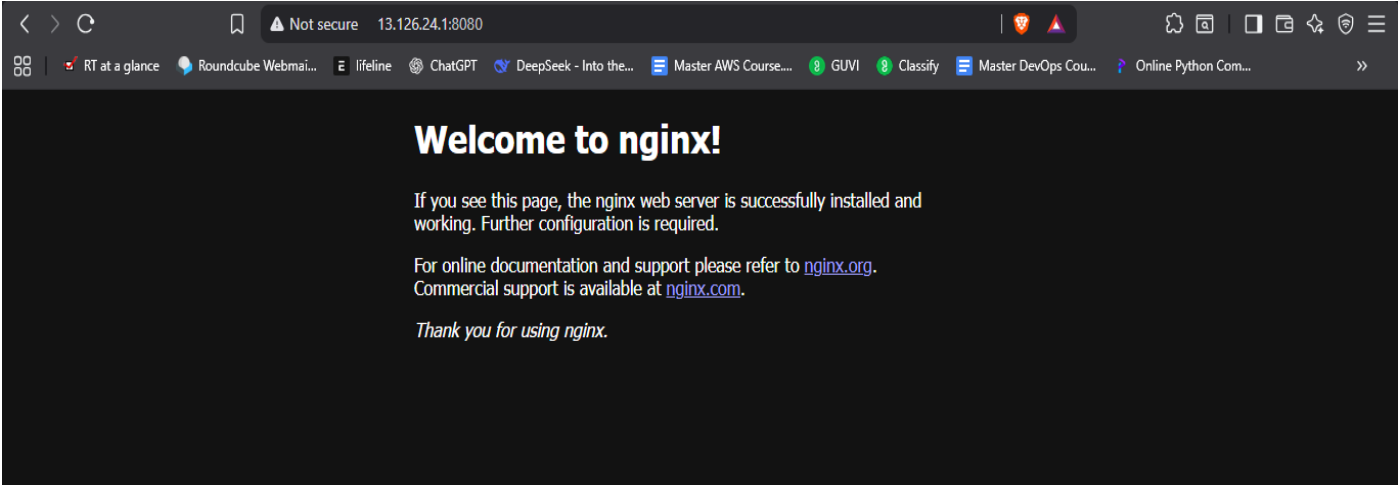 Not secure 13.126.24.1:8080
RT at a glance Roundcube Webmai... E lifeline ChatGPT DeepSeek - Into the... Master AWS Course.... GUVI Classify Master DevOps Cou... Online Python Com... »
Welcome to nginx!
If you see this page, the nginx web server is successfully installed and
working. Further configuration is required.
For online documentation and support please refer to nginx.org.
Commercial support is available at nginx.com.
Thank you for using nginx.